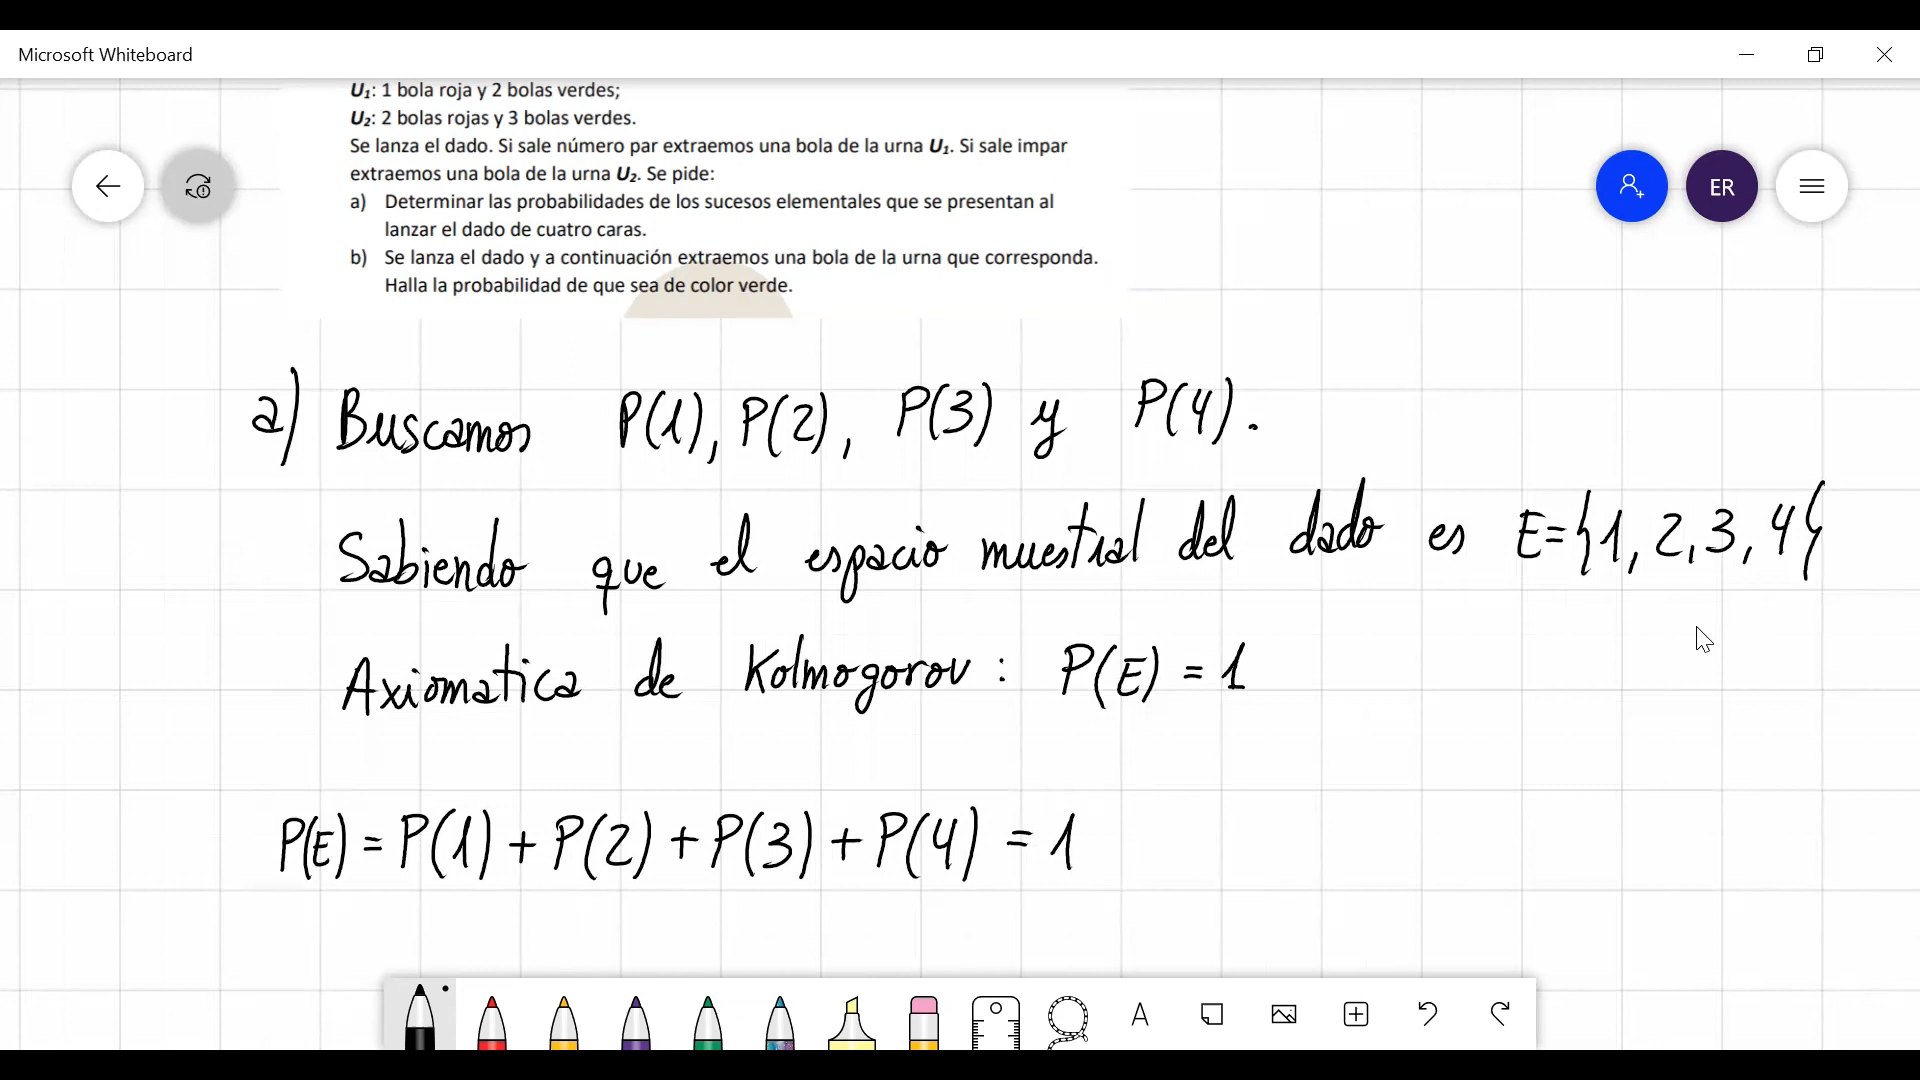 Microsoft Whiteboard
U₁: 1 bola roja y 2 bolas verdes;
U₂: 2 bolas rojas y 3 bolas verdes.
Se lanza el dado. Si sale número par extraemos una bola de la urna U₁. Si sale impar
extraemos una bola de la urna U₂. Se pide:
a) Determinar las probabilidades de los sucesos elementales que se presentan al
lanzar el dado de cuatro caras.
b) Se lanza el dado y a continuación extraemos una bola de la urna que corresponda.
Halla la probabilidad de que sea de color verde.
ER
a) Buscamos P(1), P(2), P(3) y P(4).
Sabiendo que el espacio muestral del dado es E={1, 2, 3, 4}
Axiomatica de Kolmogorov: P(E) = 1
P(E) = P(1) + P(2) + P(3) + P(4) = 1
A